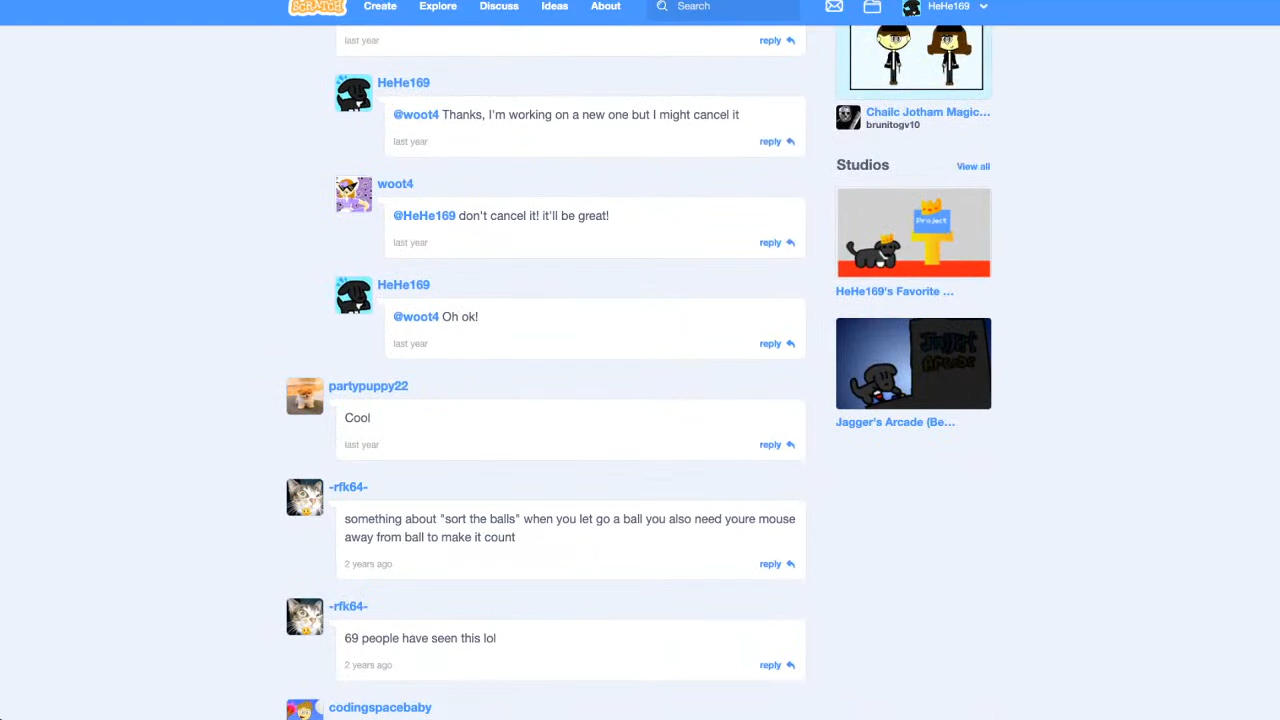 SCRATCH
Create
Explore
Discuss
Ideas
About
Search
HeHe169
last year
reply
HeHe169
@woot4 Thanks, I'm working on a new one but I might cancel it
last year
reply
woot4
@HeHe169 don't cancel it! it'll be great!
last year
reply
HeHe169
@woot4 Oh ok!
last year
reply
partypuppy22
Cool
last year
reply
-rfk64-
something about "sort the balls" when you let go a ball you also need youre mouse
away from ball to make it count
2 years ago
reply
-rfk64-
69 people have seen this lol
2 years ago
reply
codingspacebaby
Chailc Jotham Magic...
brunitogv10
Studios
View all
Project
HeHe169's Favorite ...
Arcade
Jagger's Arcade (Be...